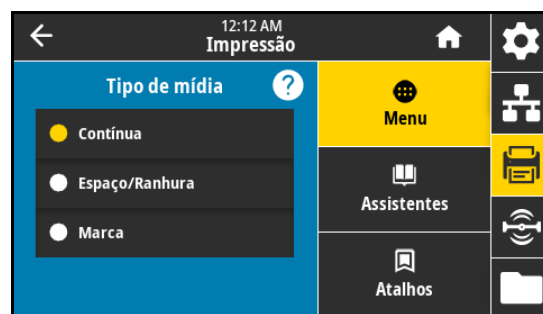 12:12 AM
Impressão
Tipo de mídia ?
Contínua
Espaço/Ranhura
Marca
Menu
Assistentes
Atalhos